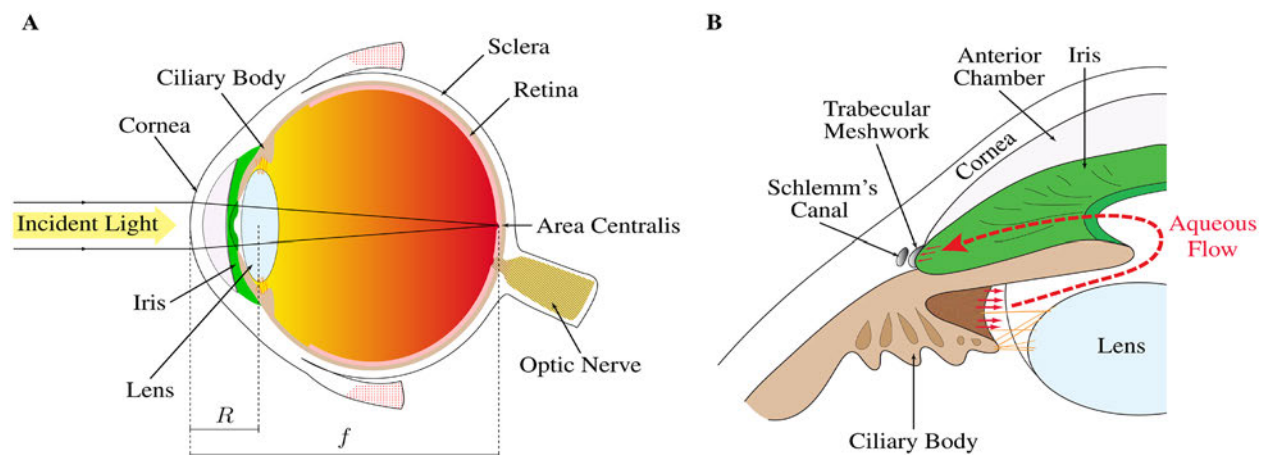 A
Sclera
Ciliary Body
Retina
Cornea
Incident Light
Area Centralis
Iris
Optic Nerve
Lens
R
f
B
Anterior
Chamber
Iris
Trabecular
Meshwork
Cornea
Schlemm's
Canal
Aqueous
Flow
Lens
Ciliary Body